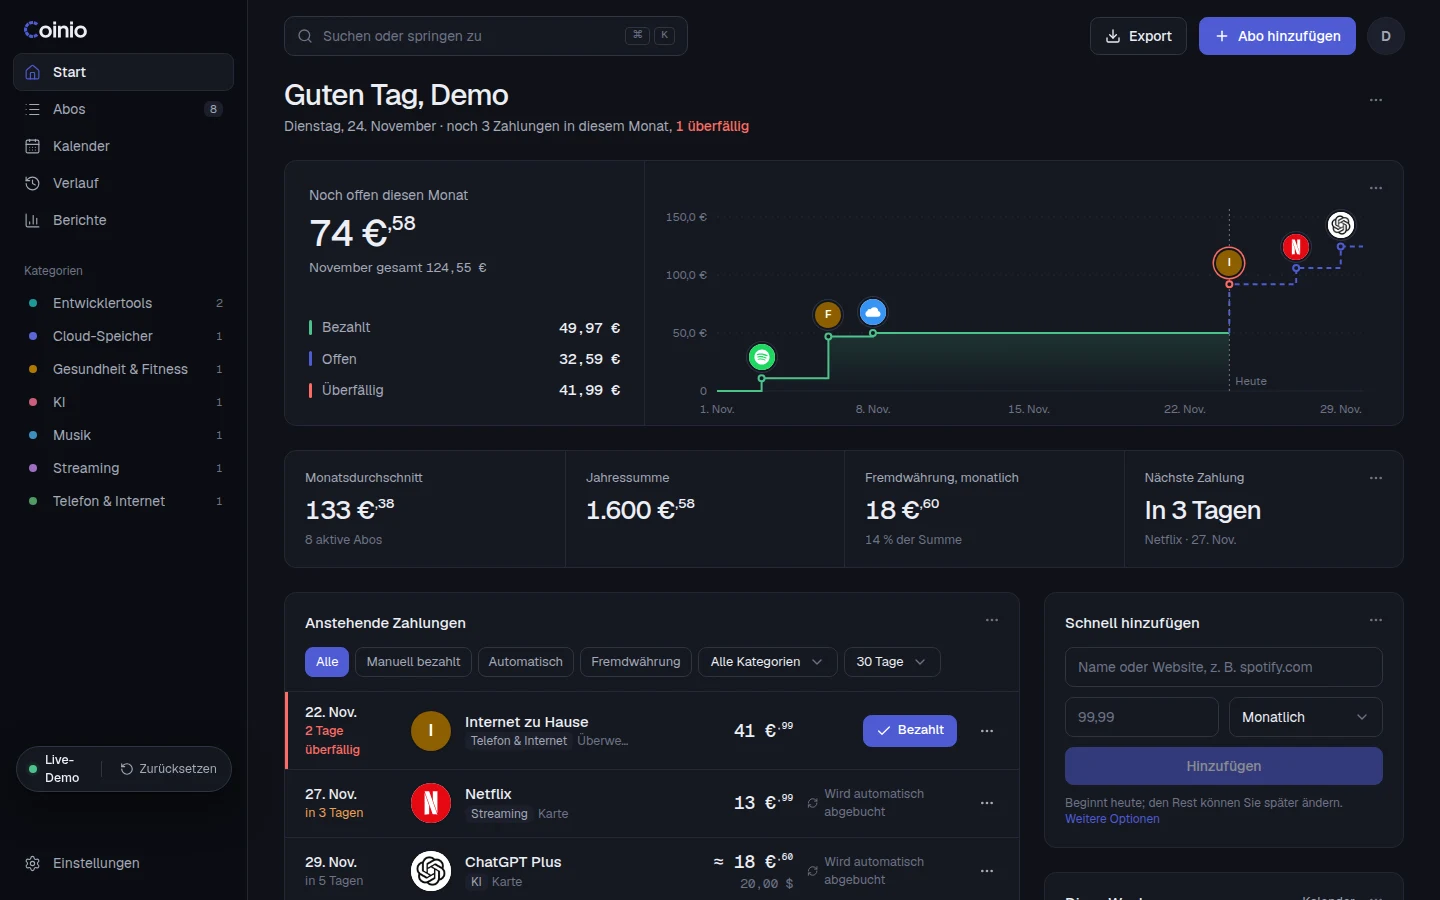 Coinio
Suchen oder springen zu
⌘ K
Export
Abo hinzufügen
D
Start
Abos 8
Kalender
Verlauf
Berichte
Kategorien
Entwicklertools 2
Cloud-Speicher 1
Gesundheit & Fitness 1
KI 1
Musik 1
Streaming 1
Telefon & Internet 1
Live-
Demo
Zurücksetzen
Einstellungen
Guten Tag, Demo
Dienstag, 24. November · noch 3 Zahlungen in diesem Monat, 1 überfällig
Noch offen diesen Monat
74 €,58
November gesamt 124,55 €
Bezahlt 49,97 €
Offen 32,59 €
Überfällig 41,99 €
150,0 €
100,0 €
50,0 €
0
F
I
N
Heute
1. Nov. 8. Nov. 15. Nov. 22. Nov. 29. Nov.
Monatsdurchschnitt
133 €,38
8 aktive Abos
Jahressumme
1.600 €,58
Fremdwährung, monatlich
18 €,60
14 % der Summe
Nächste Zahlung
In 3 Tagen
Netflix · 27. Nov.
Anstehende Zahlungen
Alle Manuell bezahlt Automatisch Fremdwährung Alle Kategorien 30 Tage
22. Nov.
2 Tage
überfällig
I
Internet zu Hause
Telefon & Internet Überwe…
41 €,99
Bezahlt
27. Nov.
in 3 Tagen
N
Netflix
Streaming Karte
13 €,99
Wird automatisch
abgebucht
29. Nov.
in 5 Tagen
ChatGPT Plus
KI Karte
≈ 18 €,60
20,00 $
Wird automatisch
abgebucht
Schnell hinzufügen
Name oder Website, z. B. spotify.com
99,99
Monatlich
Hinzufügen
Beginnt heute; den Rest können Sie später ändern.
Weitere Optionen